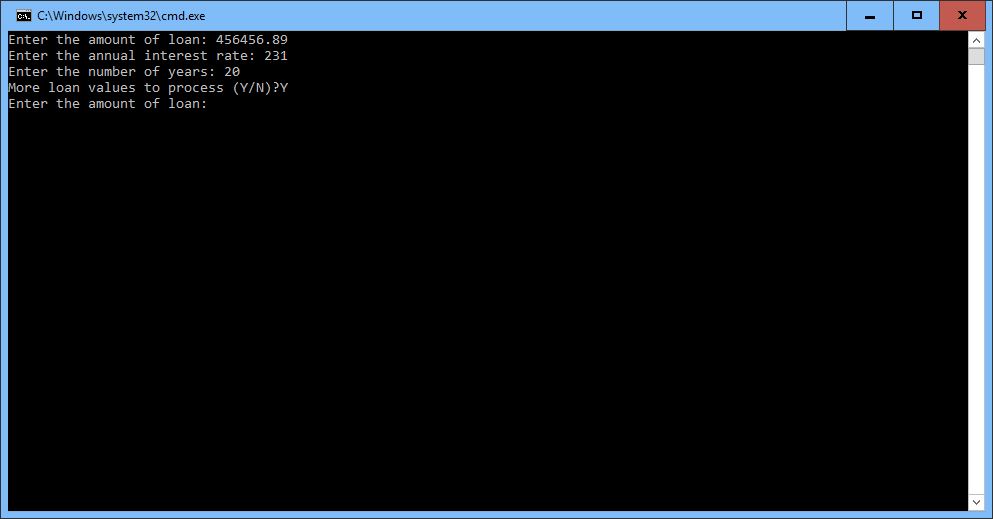 C:\Windows\system32\cmd.exe
Enter the amount of loan: 456456.89
Enter the annual interest rate: 231
Enter the number of years: 20
More loan values to process (Y/N)?Y
Enter the amount of loan: